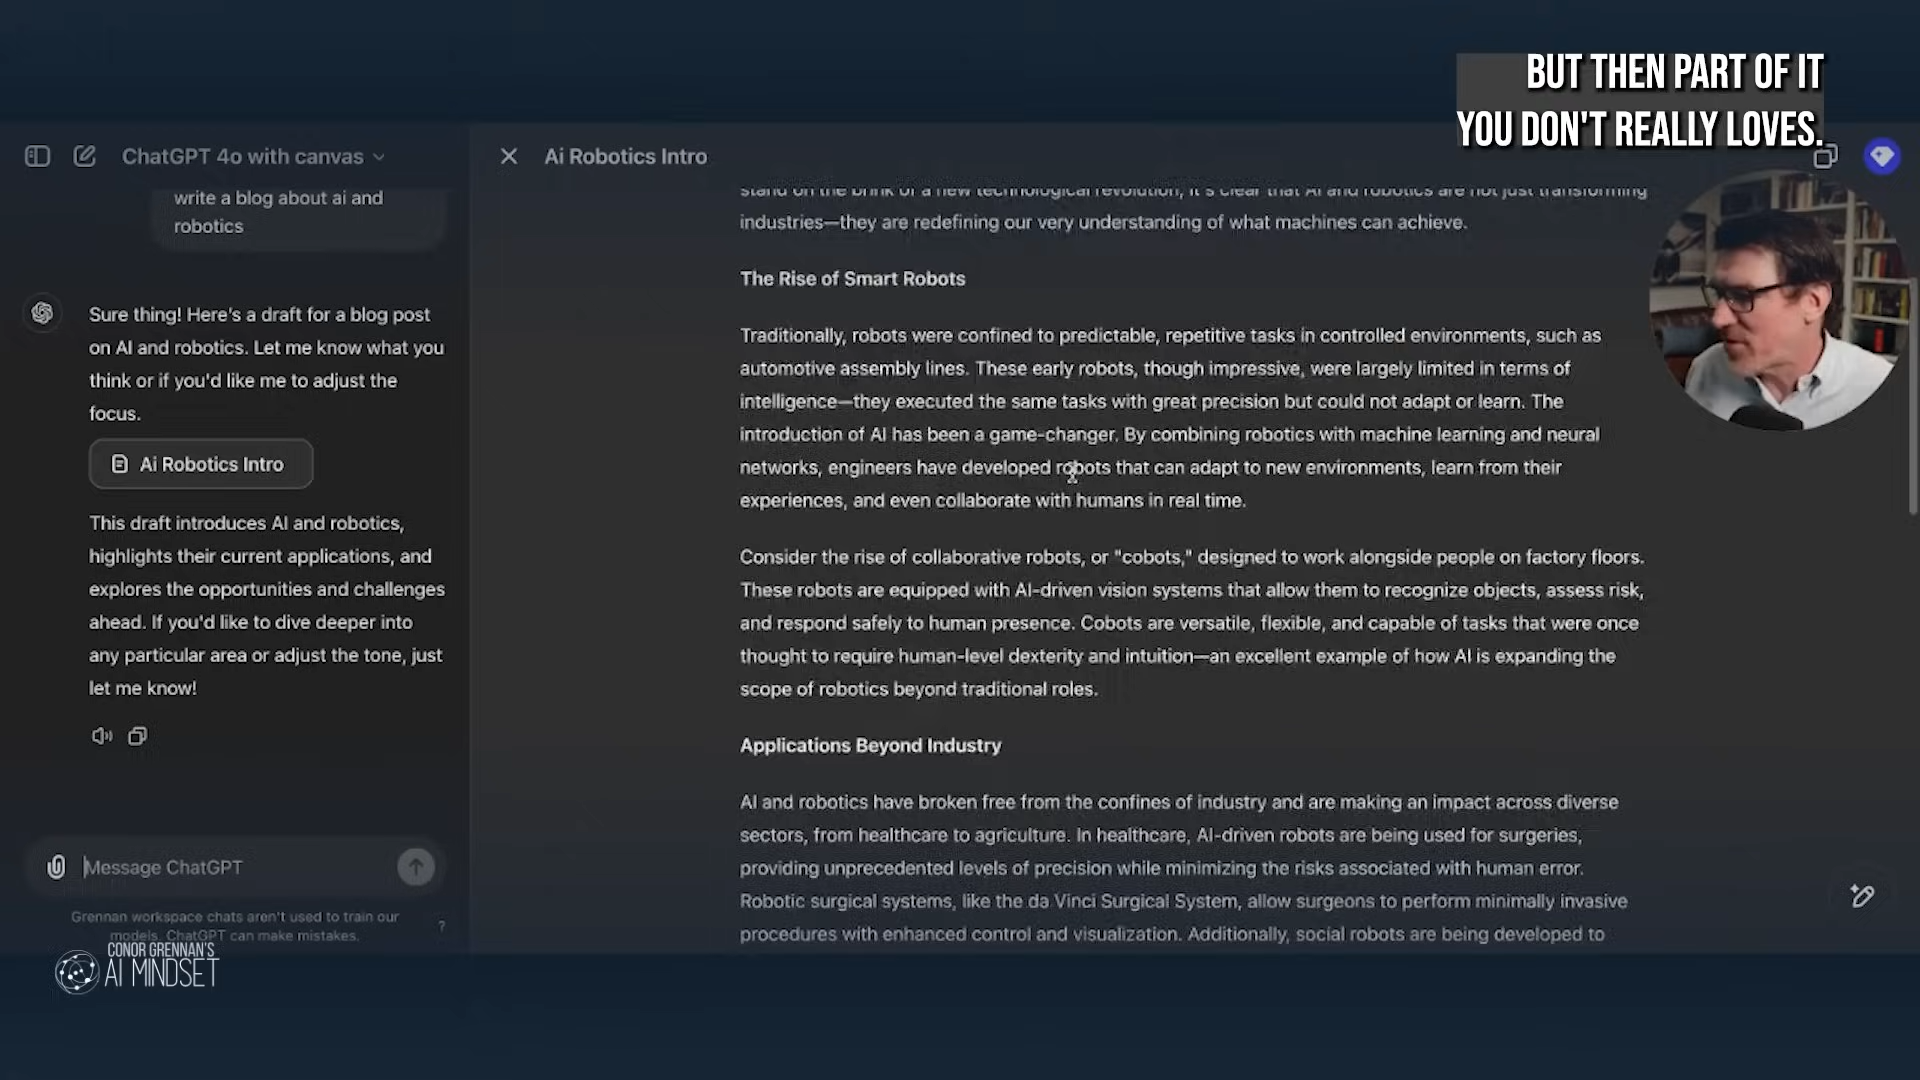 BUT THEN PART OF IT
YOU DON'T REALLY LOVES.
ChatGPT 4o with canvas
write a blog about ai and
robotics
Sure thing! Here's a draft for a blog post
on AI and robotics. Let me know what you
think or if you'd like me to adjust the
focus.
Ai Robotics Intro
This draft introduces AI and robotics,
highlights their current applications, and
explores the opportunities and challenges
ahead. If you'd like to dive deeper into
any particular area or adjust the tone, just
let me know!
Message ChatGPT
Grennan workspace chats aren't used to train our
models. ChatGPT can make mistakes.
?
CONOR GRENNAN'S
AI MINDSET
Ai Robotics Intro
stand on the brink of a new technological revolution, it's clear that AI and robotics are not just transforming
industries—they are redefining our very understanding of what machines can achieve.
The Rise of Smart Robots
Traditionally, robots were confined to predictable, repetitive tasks in controlled environments, such as
automotive assembly lines. These early robots, though impressive, were largely limited in terms of
intelligence—they executed the same tasks with great precision but could not adapt or learn. The
introduction of AI has been a game-changer. By combining robotics with machine learning and neural
networks, engineers have developed robots that can adapt to new environments, learn from their
experiences, and even collaborate with humans in real time.
Consider the rise of collaborative robots, or "cobots," designed to work alongside people on factory floors.
These robots are equipped with AI-driven vision systems that allow them to recognize objects, assess risk,
and respond safely to human presence. Cobots are versatile, flexible, and capable of tasks that were once
thought to require human-level dexterity and intuition—an excellent example of how AI is expanding the
scope of robotics beyond traditional roles.
Applications Beyond Industry
AI and robotics have broken free from the confines of industry and are making an impact across diverse
sectors, from healthcare to agriculture. In healthcare, AI-driven robots are being used for surgeries,
providing unprecedented levels of precision while minimizing the risks associated with human error.
Robotic surgical systems, like the da Vinci Surgical System, allow surgeons to perform minimally invasive
procedures with enhanced control and visualization. Additionally, social robots are being developed to